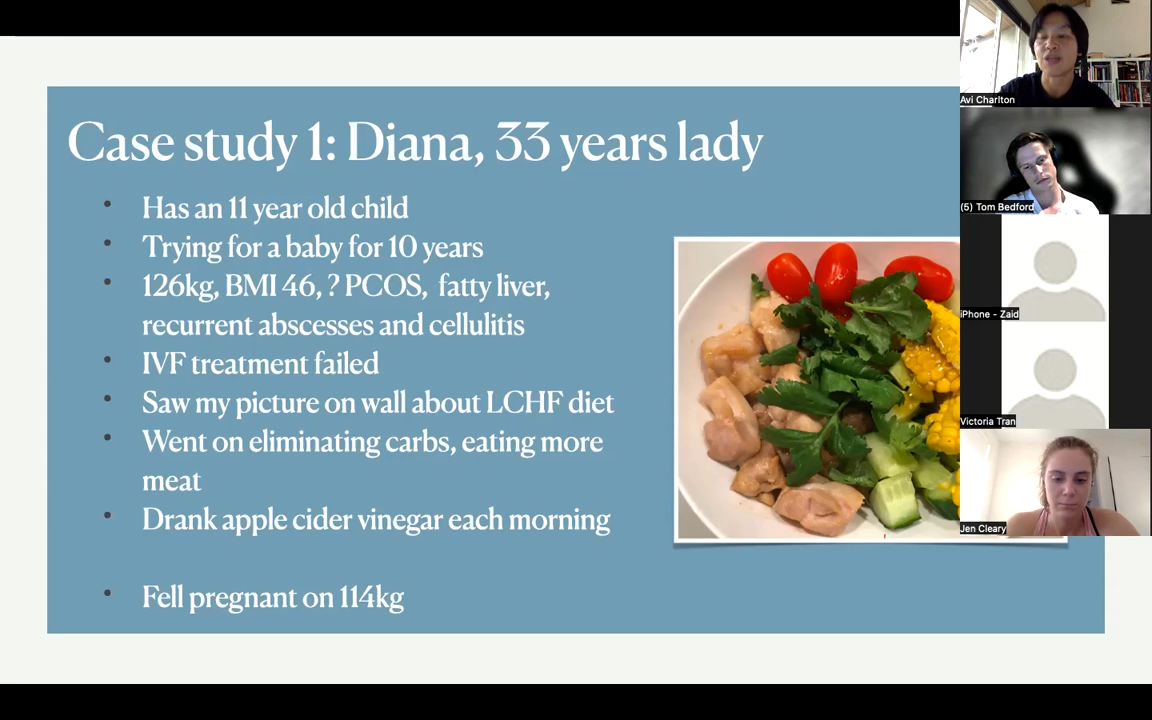 Case study 1: Diana, 33 years lady
Has an 11 year old child
Trying for a baby for 10 years
126kg, BMI 46, ? PCOS, fatty liver,
recurrent abscesses and cellulitis
IVF treatment failed
Saw my picture on wall about LCHF diet
Went on eliminating carbs, eating more
meat
Drank apple cider vinegar each morning
Fell pregnant on 114kg
Avi Charlton
(5) Tom Bedford
iPhone - Zaid
Victoria Tran
Jen Cleary